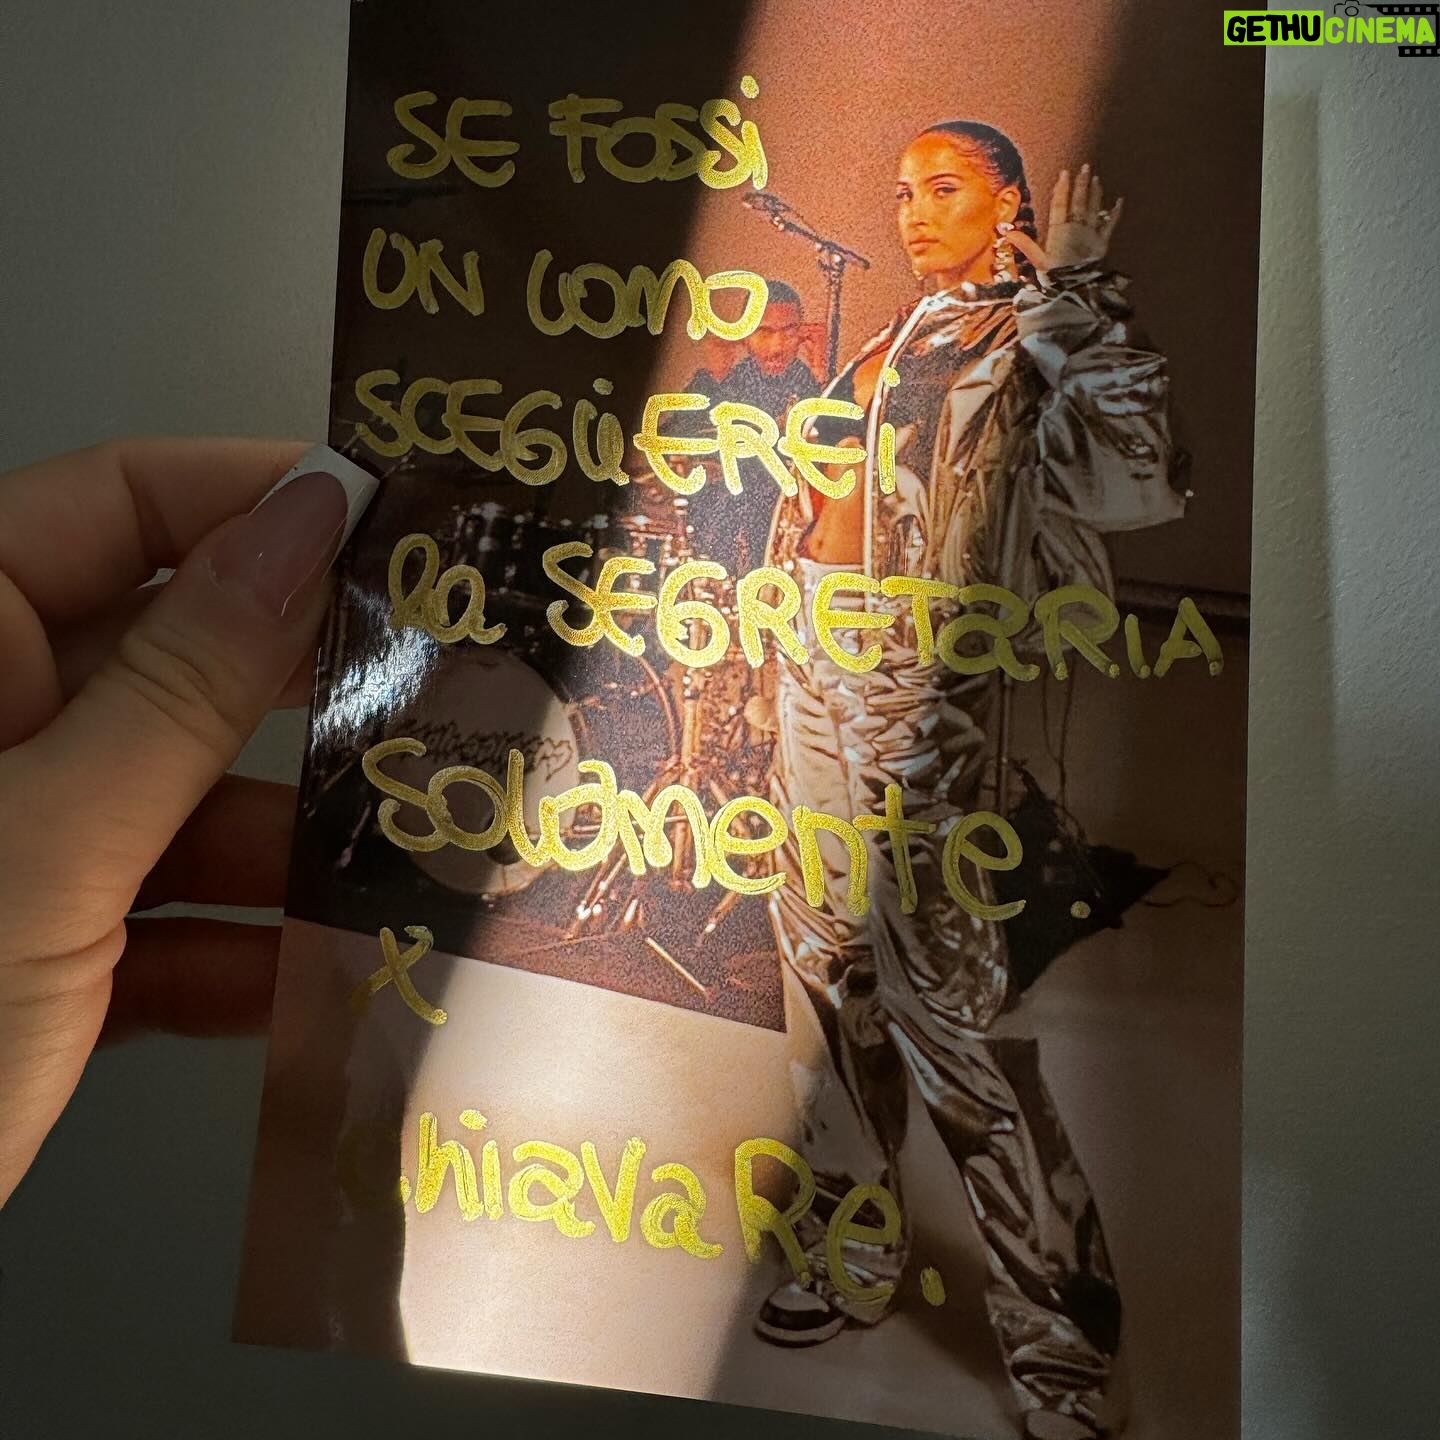 GETHUCINEMA
SE FOSSi
UN UOMO
SCEGLIEREi
la SEGRETARIA
Solamente.
X
ChiavaRe.